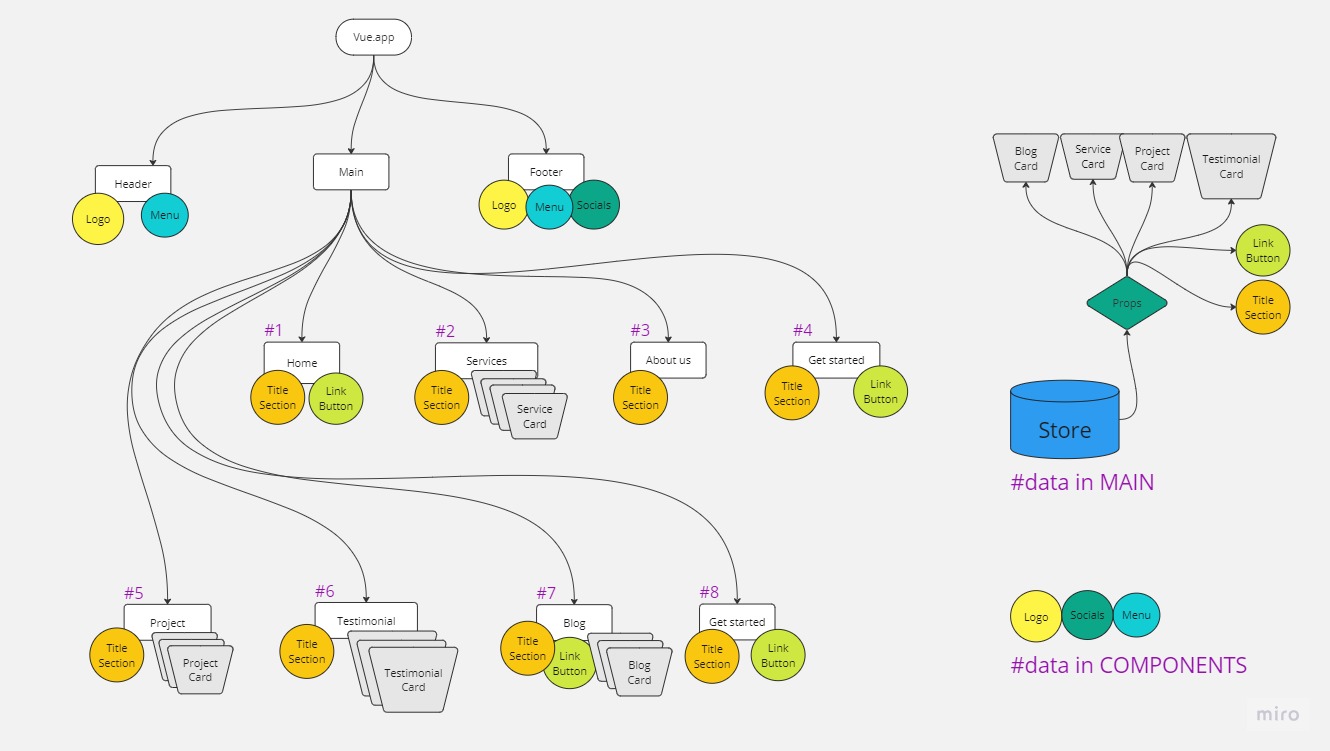 Vue.app
Header
Logo
Menu
Main
Footer
Logo
Menu
Socials
#1
Home
Title
Section
Link
Button
#2
Services
Title
Section
Service
Card
#3
About us
Title
Section
#4
Get started
Title
Section
Link
Button
#5
Project
Title
Section
Project
Card
#6
Testimonial
Title
Section
Testimonial
Card
#7
Blog
Title
Section
Link
Button
Blog
Card
#8
Get started
Title
Section
Link
Button
Blog
Card
Service
Card
Project
Card
Testimonial
Card
Link
Button
Title
Section
Props
Store
#data in MAIN
Logo
Socials
Menu
#data in COMPONENTS
miro